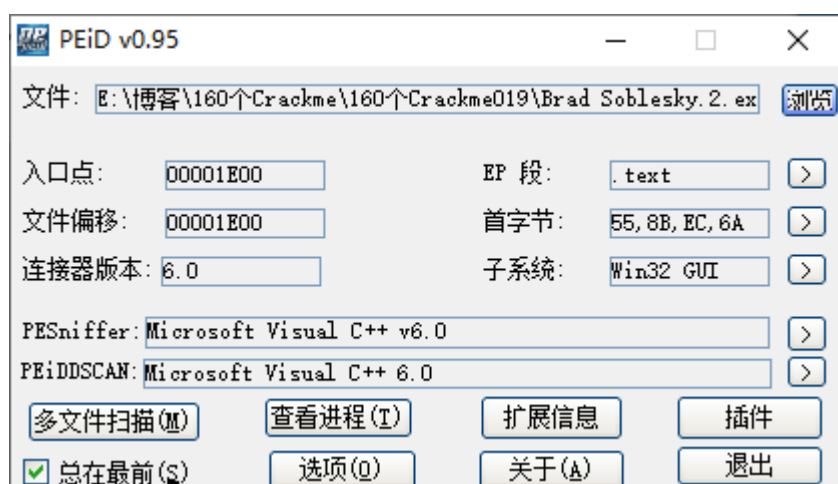 PEiD v0.95
文件: E:\博客\160个Crackme\160个Crackme019\Brad Soblesky.2.ex 浏览
入口点: 00001E00 EP 段: .text >
文件偏移: 00001E00 首字节: 55,8B,EC,6A >
连接器版本: 6.0 子系统: Win32 GUI >
PESniffer: Microsoft Visual C++ v6.0 >
PEiDDSCAN: Microsoft Visual C++ 6.0 >
多文件扫描(M) 查看进程(T) 扩展信息 插件
总在最前(S) 选项(O) 关于(A) 退出